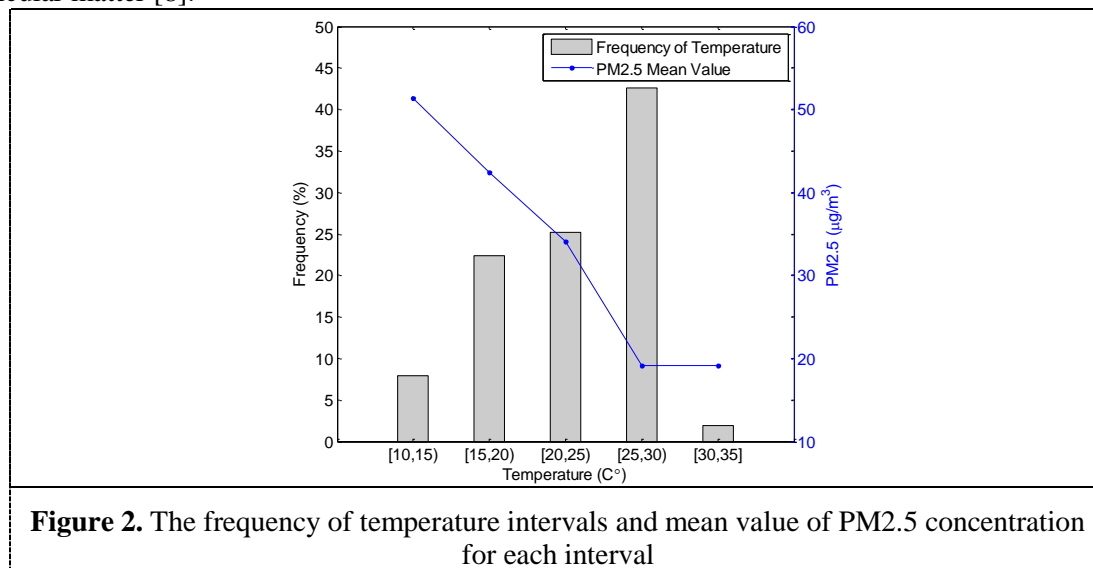 50
45
40
35
30
25
20
15
10
5
0
Frequency (%)
Frequency of Temperature
PM2.5 Mean Value
60
50
40
30
20
10
PM2.5 (μg/m³)
[10,15) [15,20) [20,25) [25,30) [30,35]
Temperature (C°)
Figure 2. The frequency of temperature intervals and mean value of PM2.5 concentration
for each interval